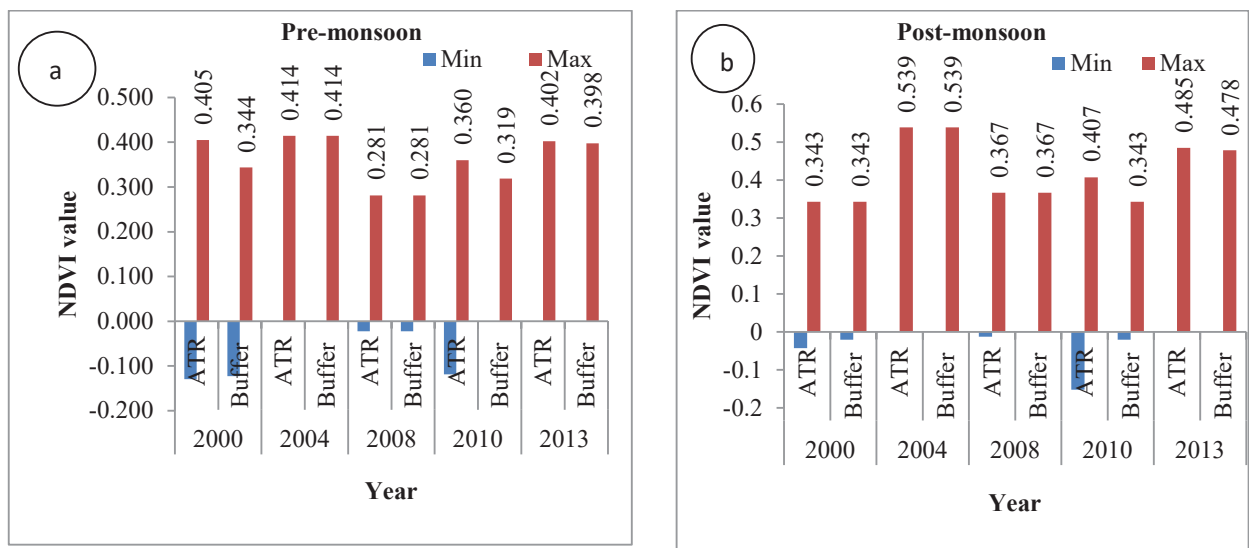 a
Pre-monsoon
Min Max
NDVI value
0.500
0.400
0.300
0.200
0.100
0.000
-0.100
-0.200
0.405
0.344
0.414
0.414
0.281
0.281
0.360
0.319
0.402
0.398
ATR Buffer ATR Buffer ATR Buffer ATR Buffer ATR Buffer
2000 2004 2008 2010 2013
Year
b
Post-monsoon
Min Max
NDVI value
0.6
0.5
0.4
0.3
0.2
0.1
0
-0.1
-0.2
0.343
0.343
0.539
0.539
0.367
0.367
0.407
0.343
0.485
0.478
ATR Buffer ATR Buffer ATR Buffer ATR Buffer ATR Buffer
2000 2004 2008 2010 2013
Year